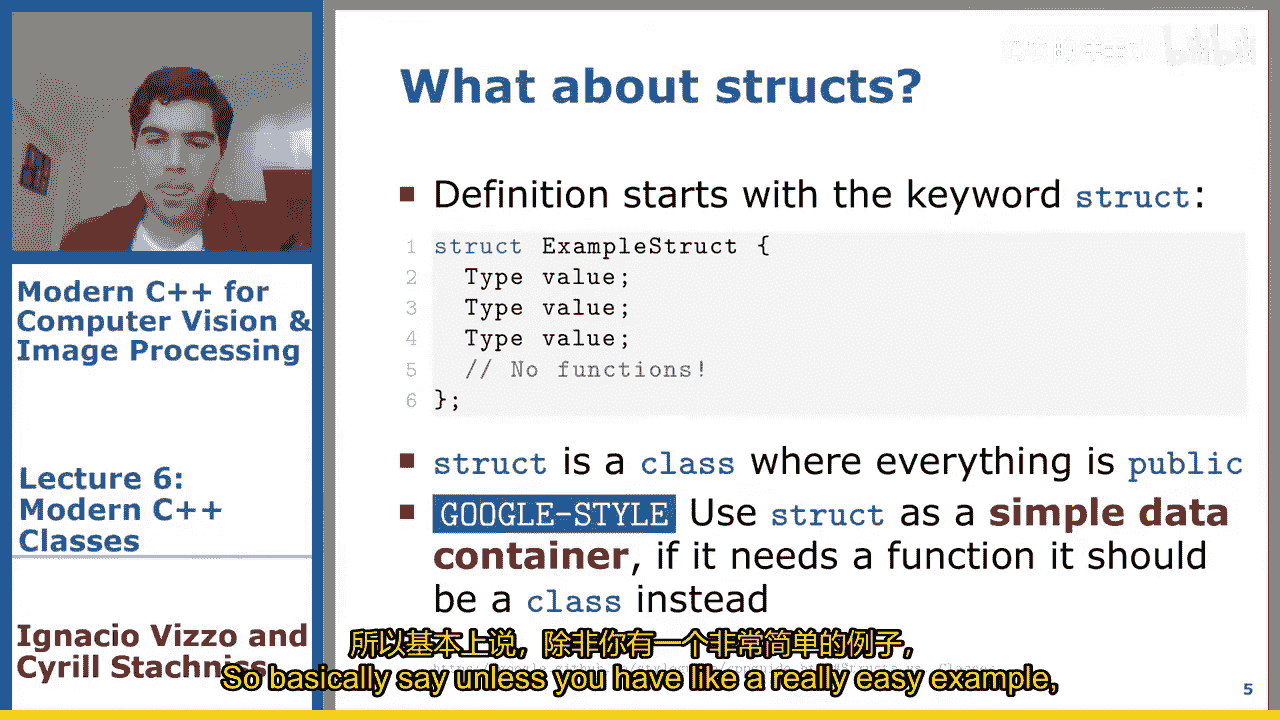 bilibili
What about structs?
Definition starts with the keyword struct:
1 struct ExampleStruct {
2 Type value;
3 Type value;
4 Type value;
5 // No functions!
6 };
struct is a class where everything is public
GOOGLE-STYLE Use struct as a simple data
container, if it needs a function it should
be a class instead
Modern C++ for
Computer Vision &
Image Processing
Lecture 6:
Modern C++
Classes
Ignacio Vizzo and
Cyrill Stachniss
所以基本上说，除非你有一个非常简单的例子，
So basically say unless you have like a really easy example,
5